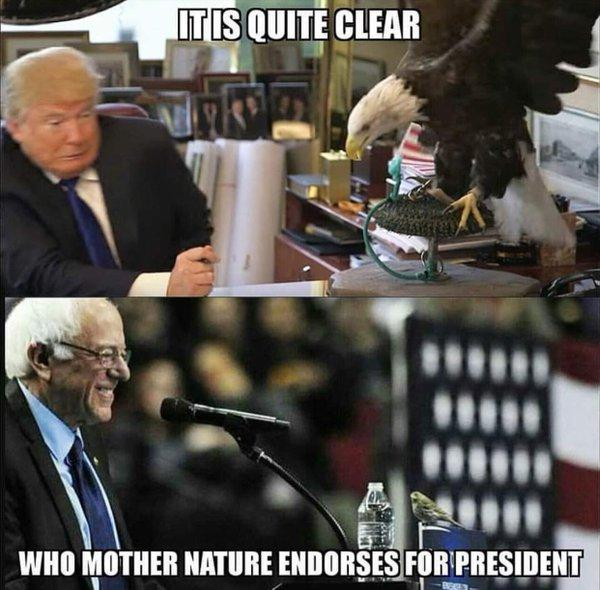 IT IS QUITE CLEAR
WHO MOTHER NATURE ENDORSES FOR PRESIDENT